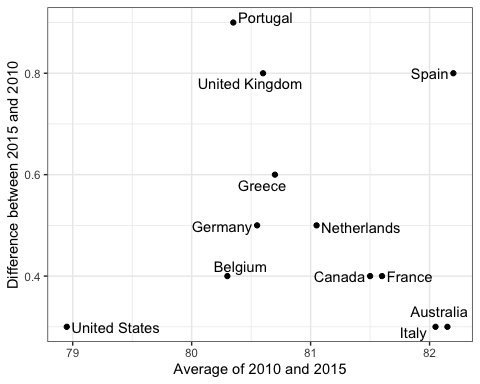 Portugal
United Kingdom
Spain
Greece
Germany
Netherlands
Belgium
Canada
France
Australia
United States
Italy
0.8
0.6
0.4
79
80
81
82
Average of 2010 and 2015
Difference between 2015 and 2010